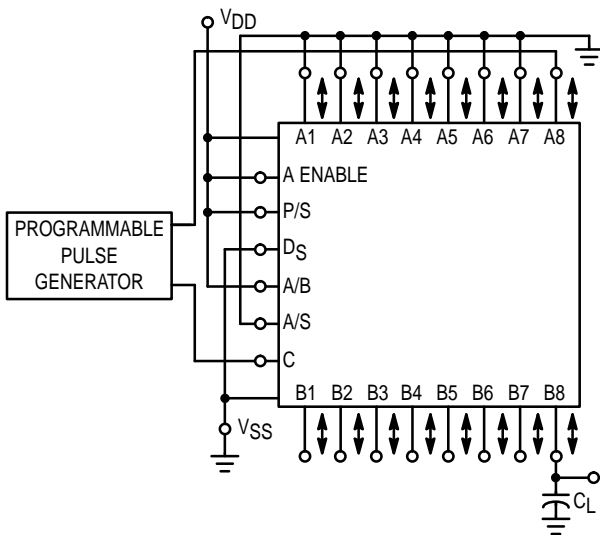 VDD
A1 A2 A3 A4 A5 A6 A7 A8
A ENABLE
P/S
PROGRAMMABLE
PULSE
GENERATOR
DS
A/B
A/S
C
B1 B2 B3 B4 B5 B6 B7 B8
VSS
CL